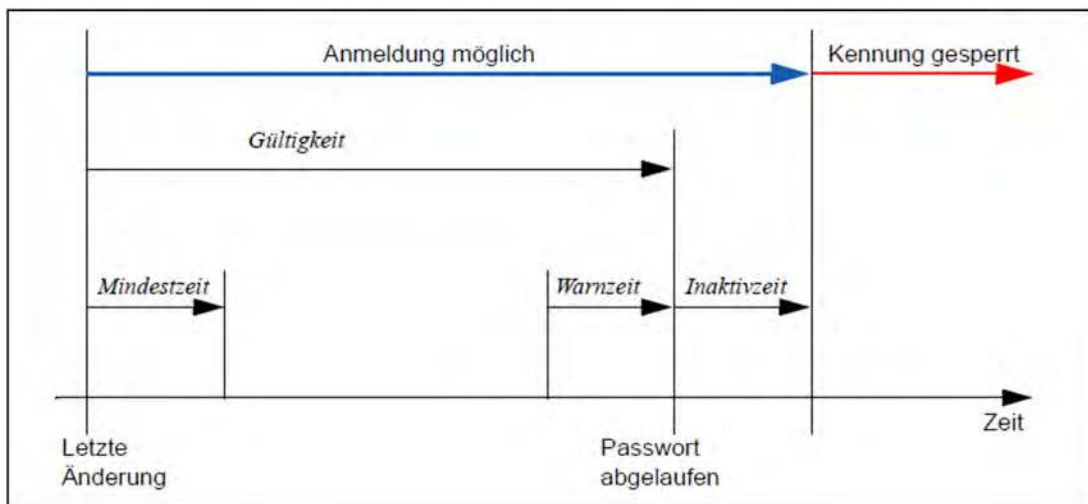 Anmeldung möglich
Kennung gesperrt
Gültigkeit
Mindestzeit
Warnzeit
Inaktivzeit
Zeit
Letzte
Änderung
Passwort
abgelaufen